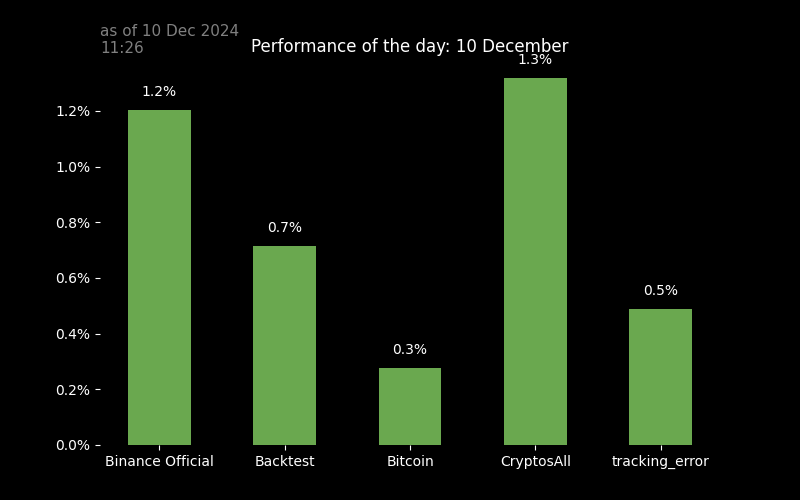 as of 10 Dec 2024
11:26
Performance of the day: 10 December
1.3%
1.2%
1.2%
1.0%
0.8%
0.7%
0.6%
0.5%
0.4%
0.3%
0.2%
0.0%
Binance Official
Backtest
Bitcoin
CryptosAll
tracking_error